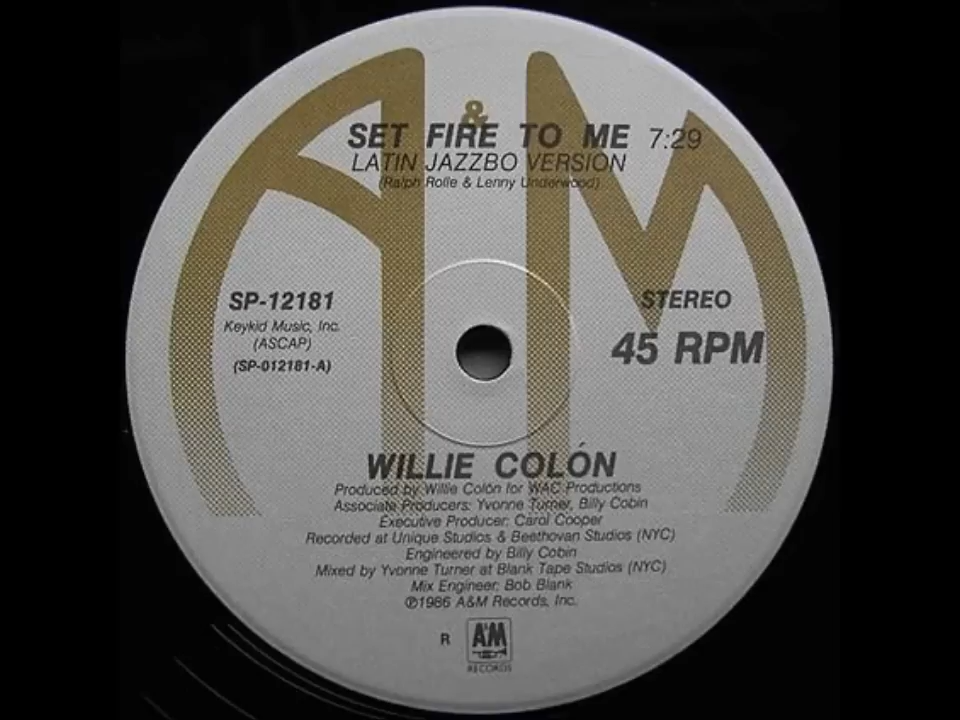 A & M
SET FIRE TO ME 7:29
LATIN JAZZBO VERSION
(Ralph Rolle & Lenny Underwood)
SP-12181
Keykid Music, Inc.
(ASCAP)
(SP-012181-A)
STEREO
45 RPM
WILLIE COLÓN
Produced by Willie Colón for WAC Productions
Associate Producers: Yvonne Turner, Billy Cobin
Executive Producer: Carol Cooper
Recorded at Unique Studios & Beethovan Studios (NYC)
Engineered by Billy Cobin
Mixed by Yvonne Turner at Blank Tape Studios (NYC)
Mix Engineer: Bob Blank
℗1986 A&M Records, Inc.
R
A&M
RECORDS